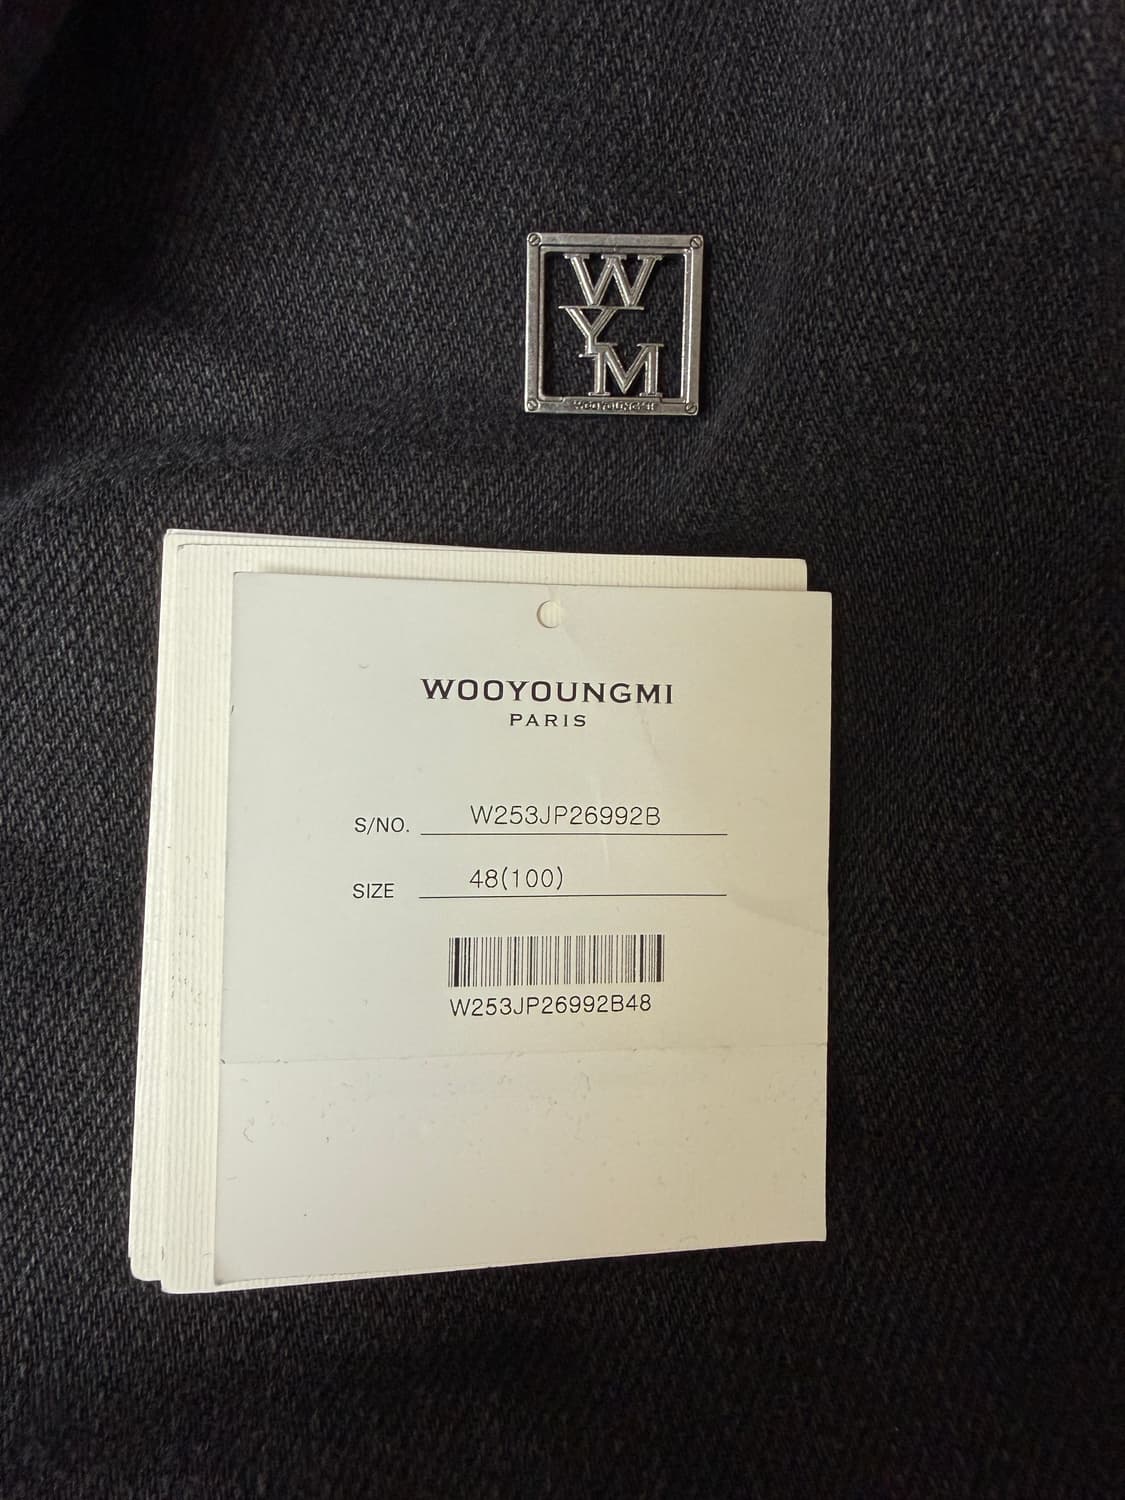 W
Y
M
WOOYOUNGMI
WOOYOUNGMI
PARIS
S/NO. W253JP26992B
SIZE 48(100)
W253JP26992B48